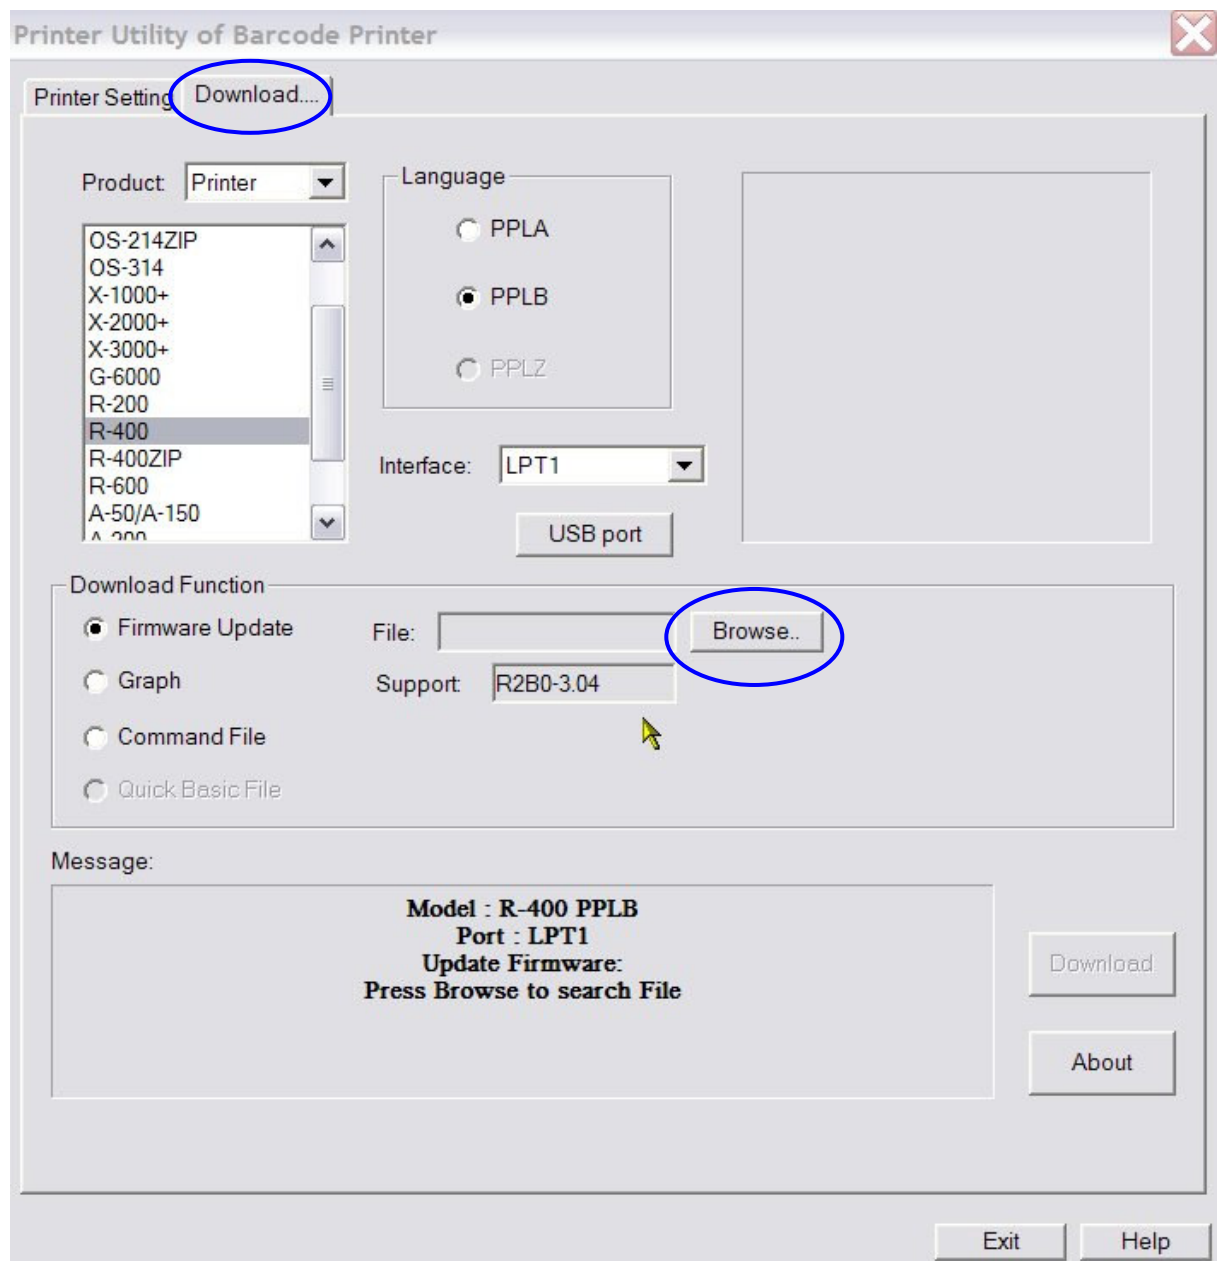 Printer Utility of Barcode Printer
Printer Setting
Download....
Product:
Printer
OS-214ZIP
OS-314
X-1000+
X-2000+
X-3000+
G-6000
R-200
R-400
R-400ZIP
R-600
A-50/A-150
A-200
Language
PPLA
PPLB
PPLZ
Interface:
LPT1
USB port
Download Function
Firmware Update
Graph
Command File
Quick Basic File
File:
Browse..
Support:
R2B0-3.04
Message:
Model : R-400 PPLB
Port : LPT1
Update Firmware:
Press Browse to search File
Download
About
Exit
Help